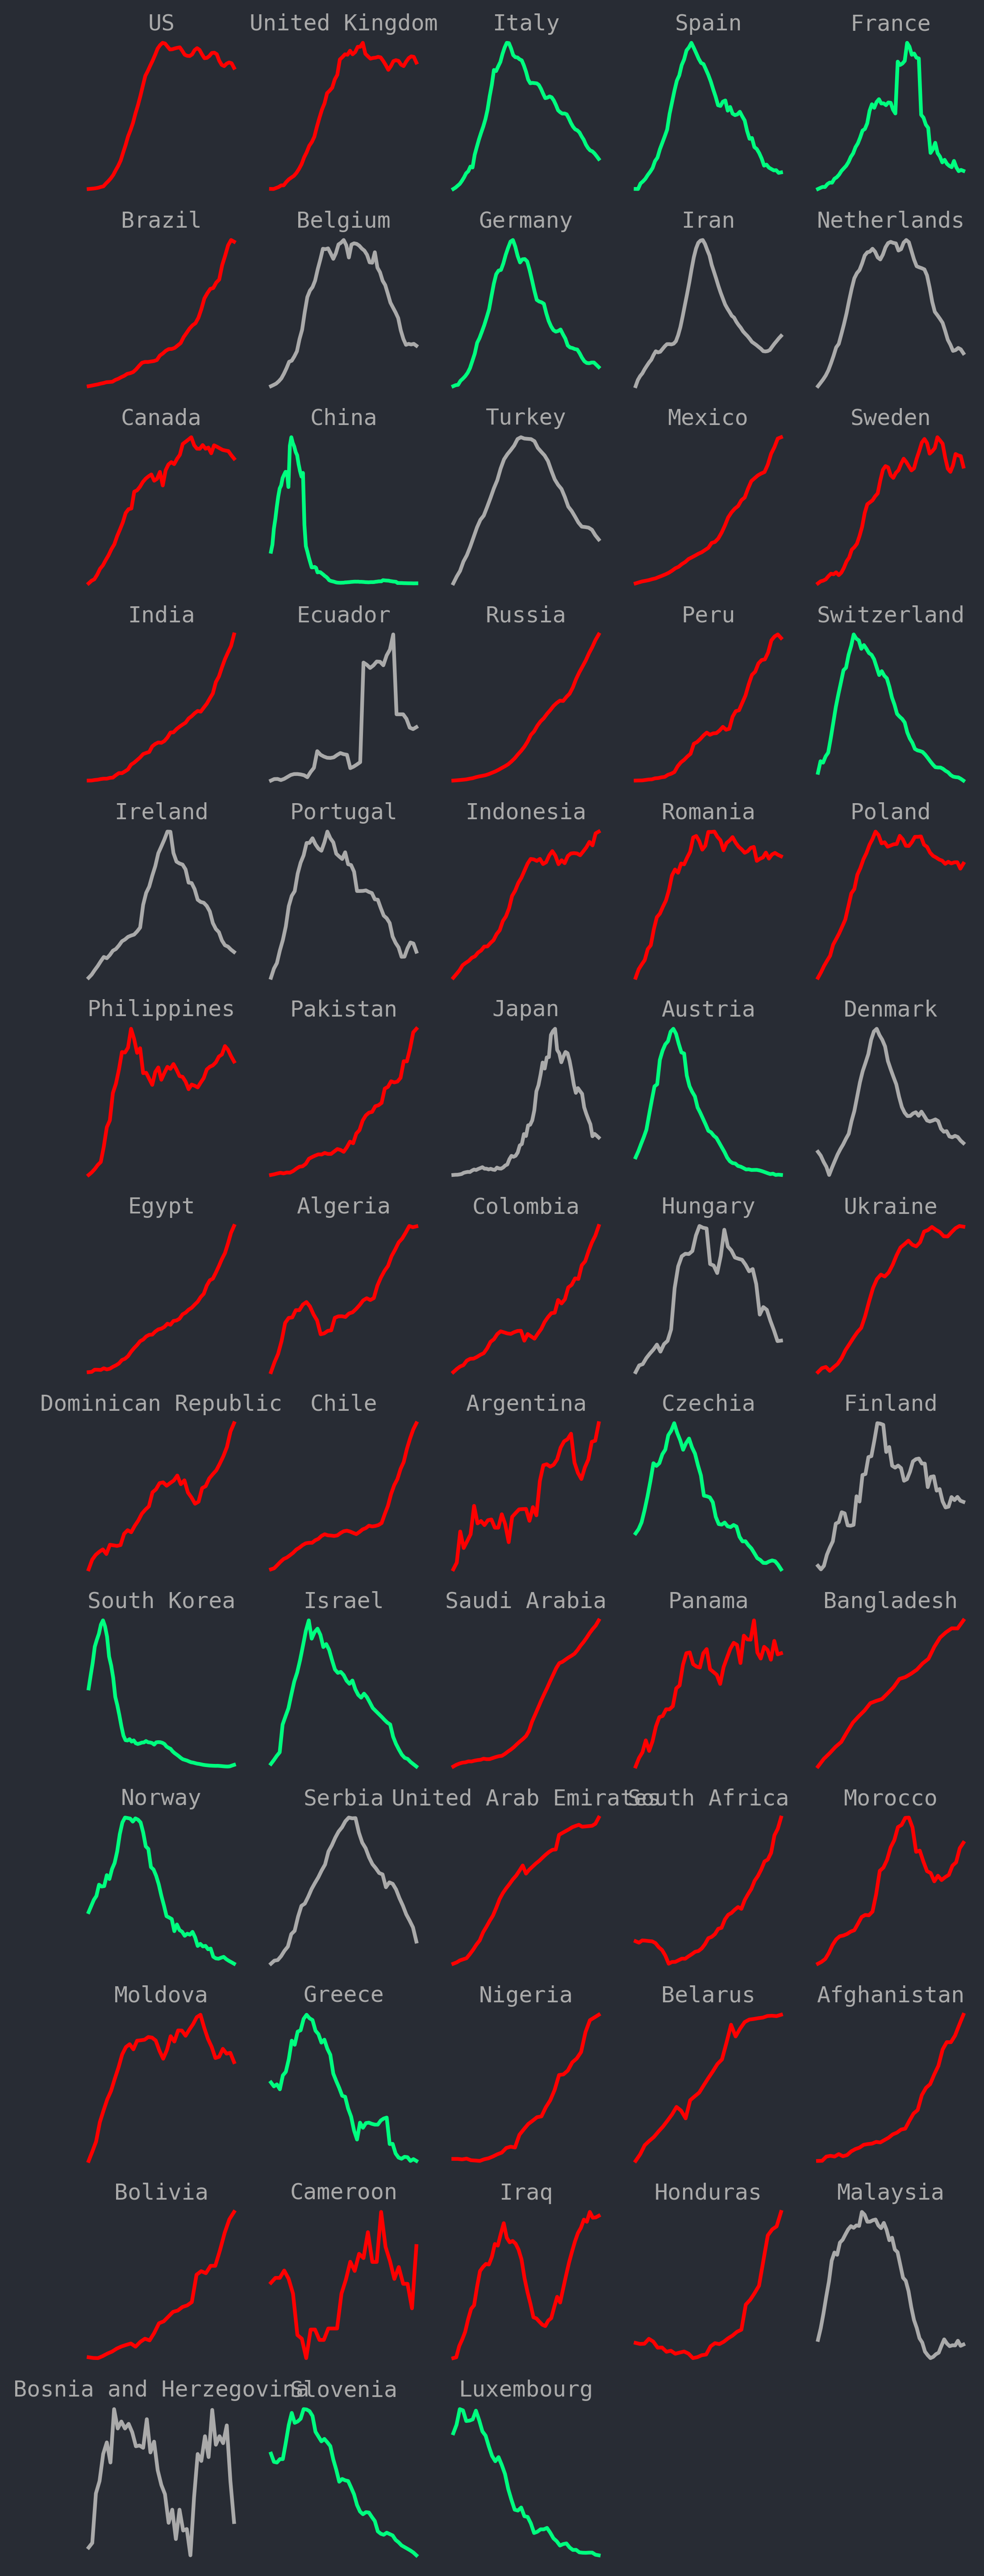 US United Kingdom Italy Spain France
Brazil Belgium Germany Iran Netherlands
Canada China Turkey Mexico Sweden
India Ecuador Russia Peru Switzerland
Ireland Portugal Indonesia Romania Poland
Philippines Pakistan Japan Austria Denmark
Egypt Algeria Colombia Hungary Ukraine
Dominican Republic Chile Argentina Czechia Finland
South Korea Israel Saudi Arabia Panama Bangladesh
Norway Serbia United Arab Emirates South Africa Morocco
Moldova Greece Nigeria Belarus Afghanistan
Bolivia Cameroon Iraq Honduras Malaysia
Bosnia and Herzegovina Slovenia Luxembourg